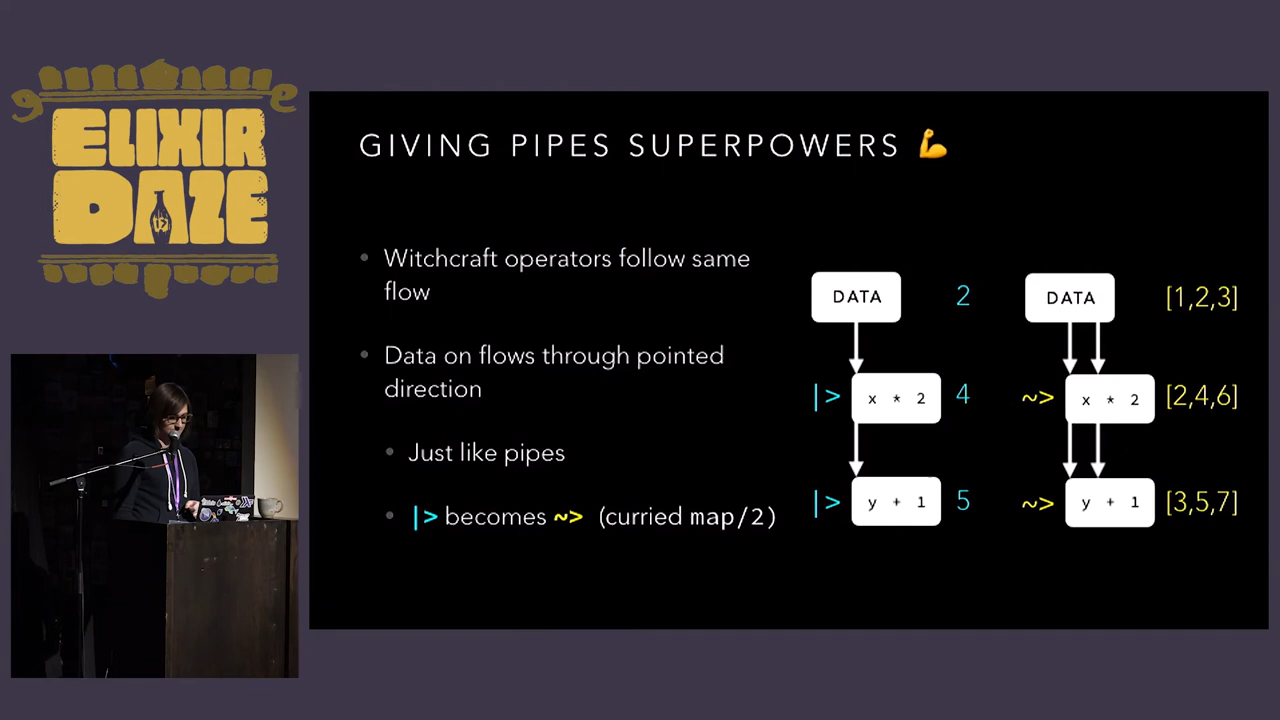 ELIXIR
DAZE
GIVING PIPES SUPERPOWERS 💪
• Witchcraft operators follow same
flow
• Data on flows through pointed
direction
• Just like pipes
• |> becomes ~> (curried map/2)
DATA 2
|> x * 2 4
|> y + 1 5
DATA [1,2,3]
~> x * 2 [2,4,6]
~> y + 1 [3,5,7]